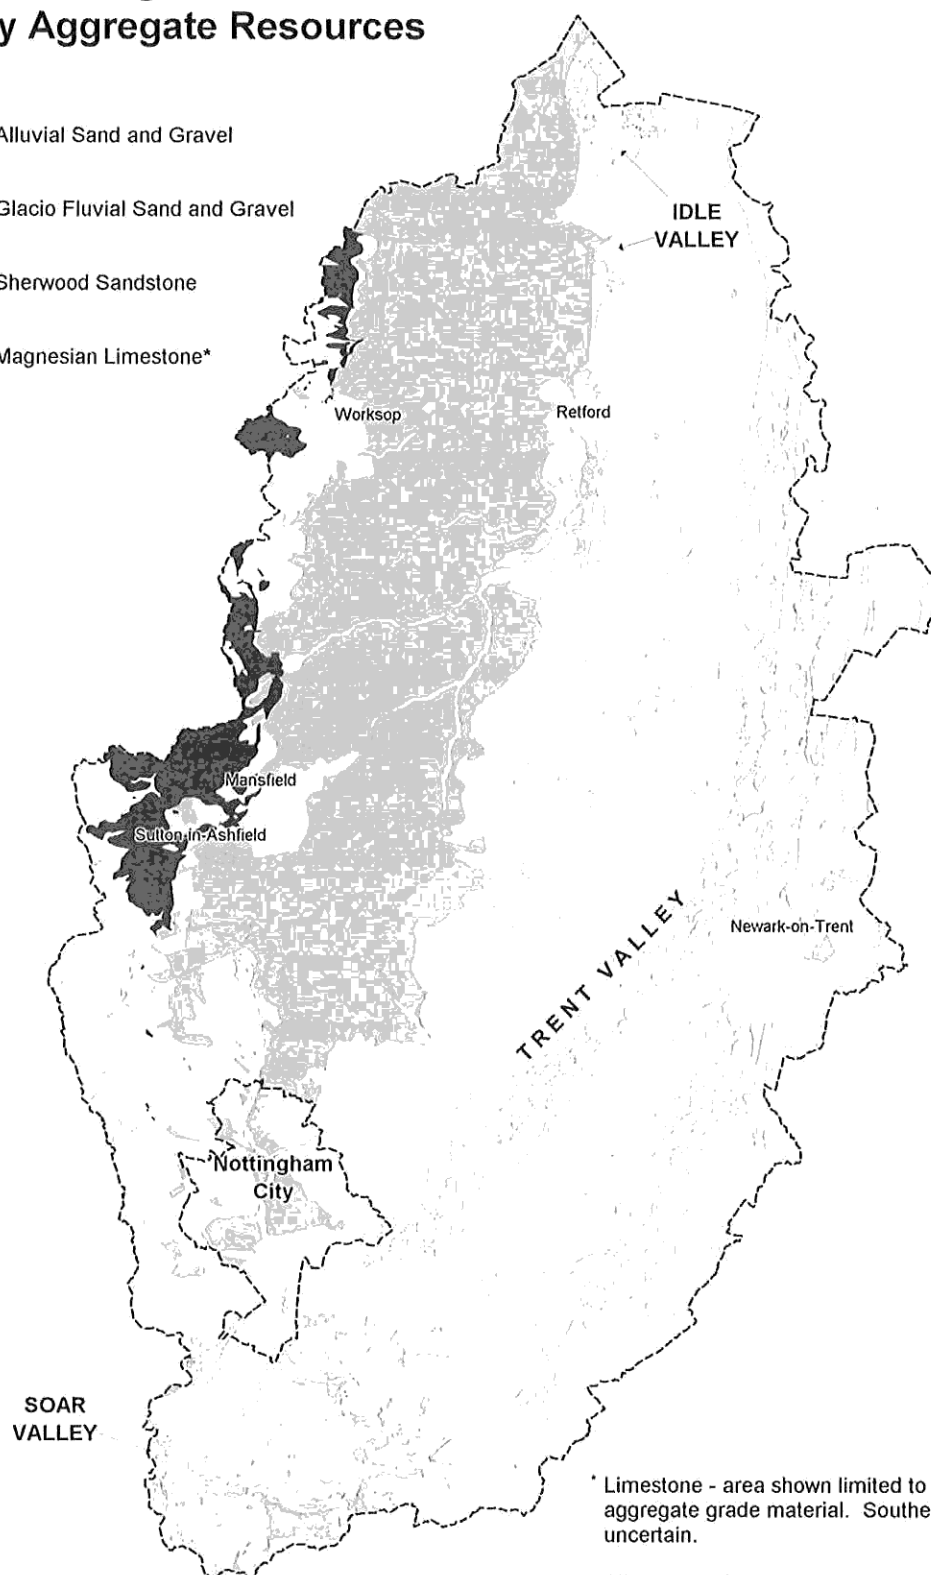 y Aggregate Resources
Alluvial Sand and Gravel
Glacio Fluvial Sand and Gravel
Sherwood Sandstone
Magnesian Limestone*
IDLE
VALLEY
Worksop
Retford
Mansfield
Sutton-in-Ashfield
Newark-on-Trent
TRENT VALLEY
Nottingham
City
SOAR
VALLEY
* Limestone - area shown limited to
aggregate grade material. Southe
uncertain.